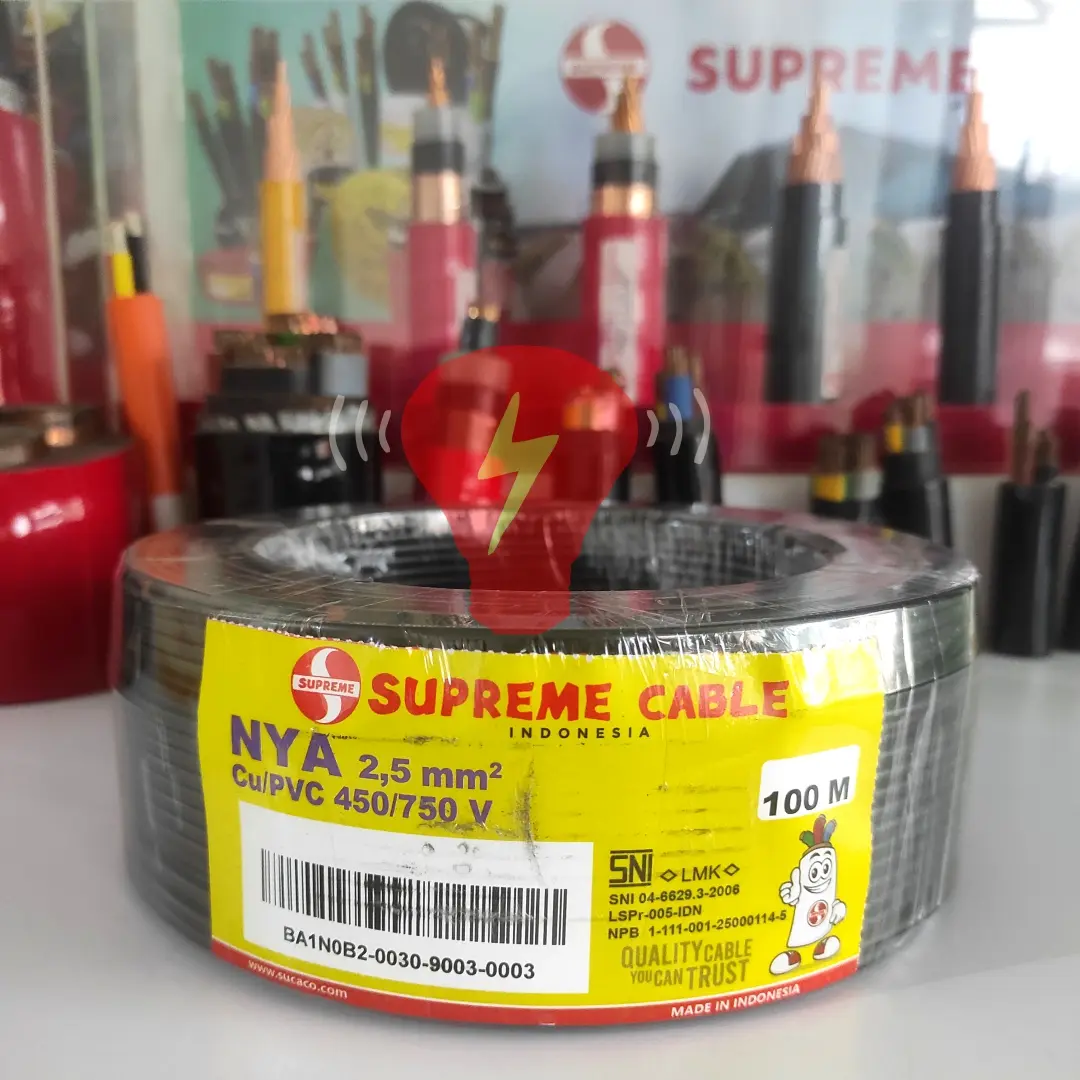 SUPREME
SUPREME
SUPREME CABLE
INDONESIA
NYA 2,5 mm²
Cu/PVC 450/750 V
100 M
BA1N0B2-0030-9003-0003
SNI LMK
SNI 04-6629.3-2006
LSPr-005-IDN
NPB 1-111-001-25000114-5
QUALITY CABLE
YOU CAN TRUST
www.sucaco.com
MADE IN INDONESIA